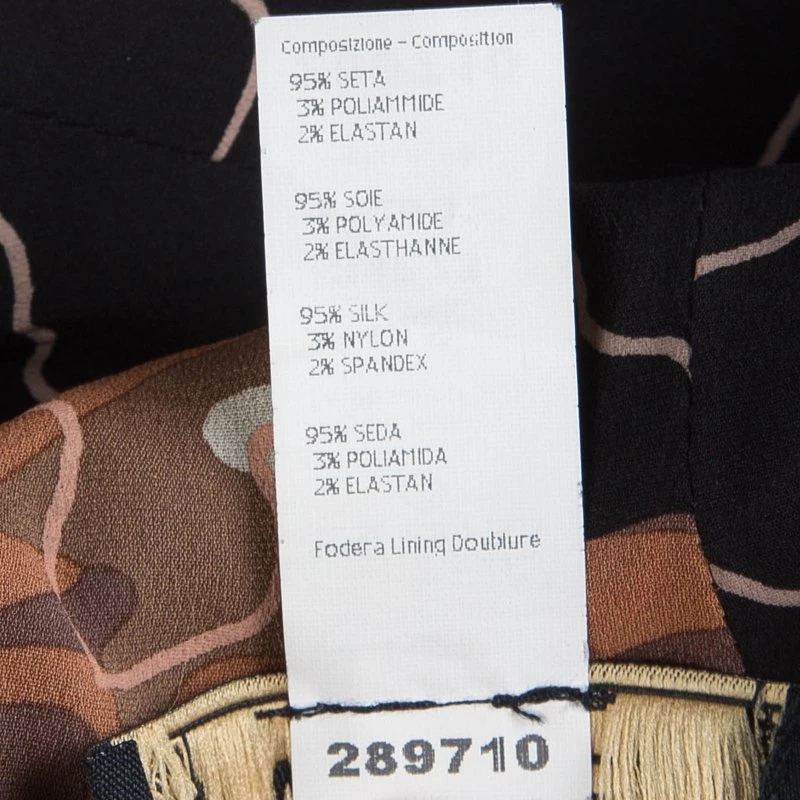 Composizione - Composition
95% SETA
3% POLIAMMIDE
2% ELASTAN
95% SOIE
3% POLYAMIDE
2% ELASTHANNE
95% SILK
3% NYLON
2% SPANDEX
95% SEDA
3% POLIAMIDA
2% ELASTAN
Fodera Lining Doublure
289710